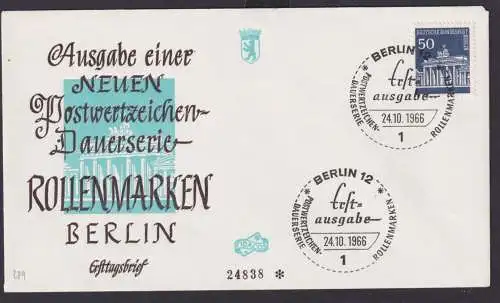 Ausgabe einer
NEUEN
Postwertzeichen-
Dauerserie
ROLLENMARKEN
BERLIN
Ersttagsbrief
24838 *
50
DEUTSCHE BUNDESPOST
BERLIN
BERLIN 12
Erst=
ausgabe
POSTWERTZEICHEN-
DAUERSERIE
ROLLENMARKEN
24.10.1966
1
BERLIN 12
Erst=
ausgabe
POSTWERTZEICHEN-
DAUERSERIE
ROLLENMARKEN
24.10.1966
1